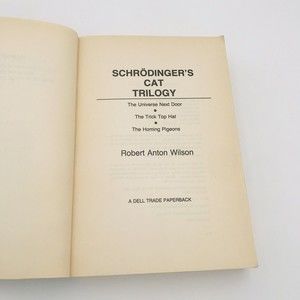 SCHRÖDINGER'S
CAT
TRILOGY
The Universe Next Door
•
The Trick Top Hat
•
The Homing Pigeons
Robert Anton Wilson
A DELL TRADE PAPERBACK